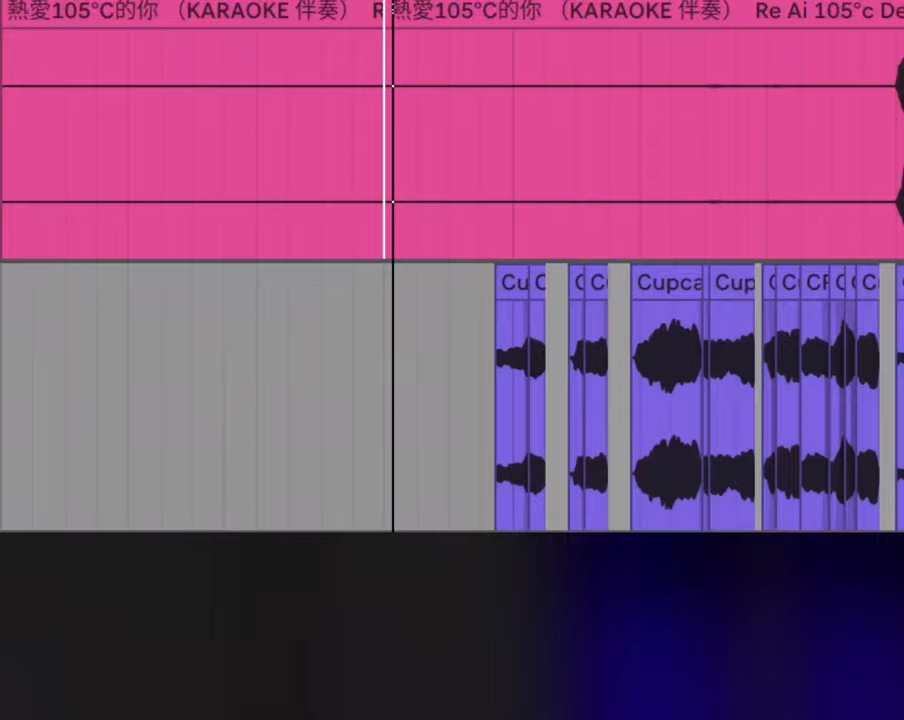 熱愛105°C的你 （KARAOKE 伴奏） R
熱愛105°C的你 （KARAOKE 伴奏） Re Ai 105°c De
Cu C C C Cupca Cup C C CF C C C